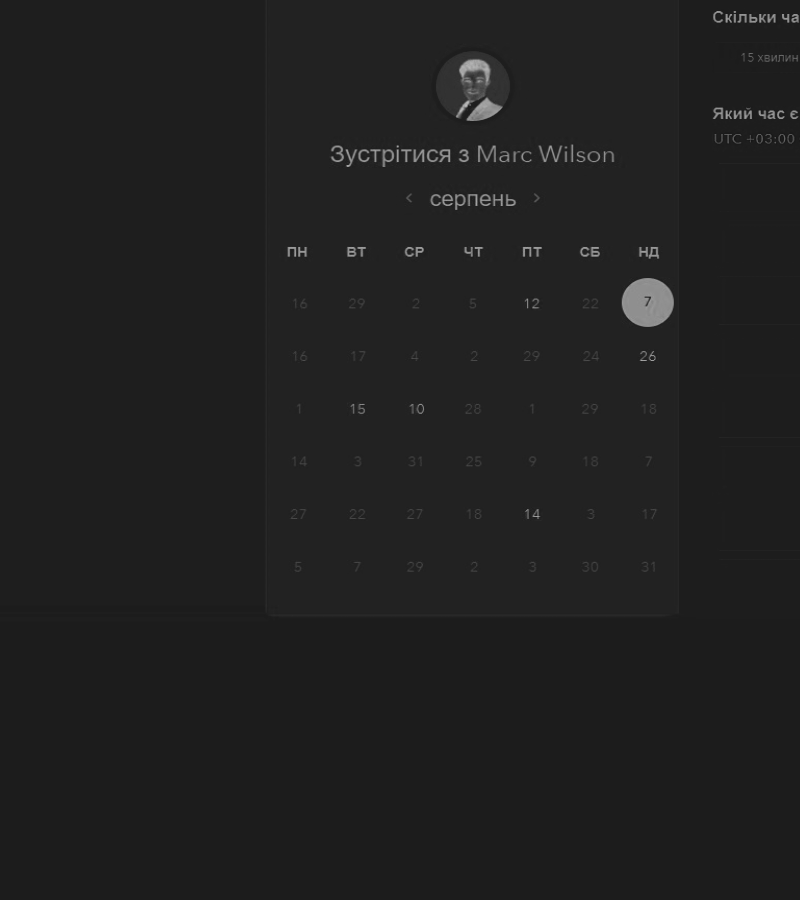 Скільки ча
15 хвилин
Який час є
UTC +03:00
Зустрітися з Marc Wilson
серпень
ПН ВТ СР ЧТ ПТ СБ НД
16 29 2 5 12 22 7
16 17 4 2 29 24 26
1 15 10 28 1 29 18
14 3 31 25 9 18 7
27 22 27 18 14 3 17
5 7 29 2 3 30 31